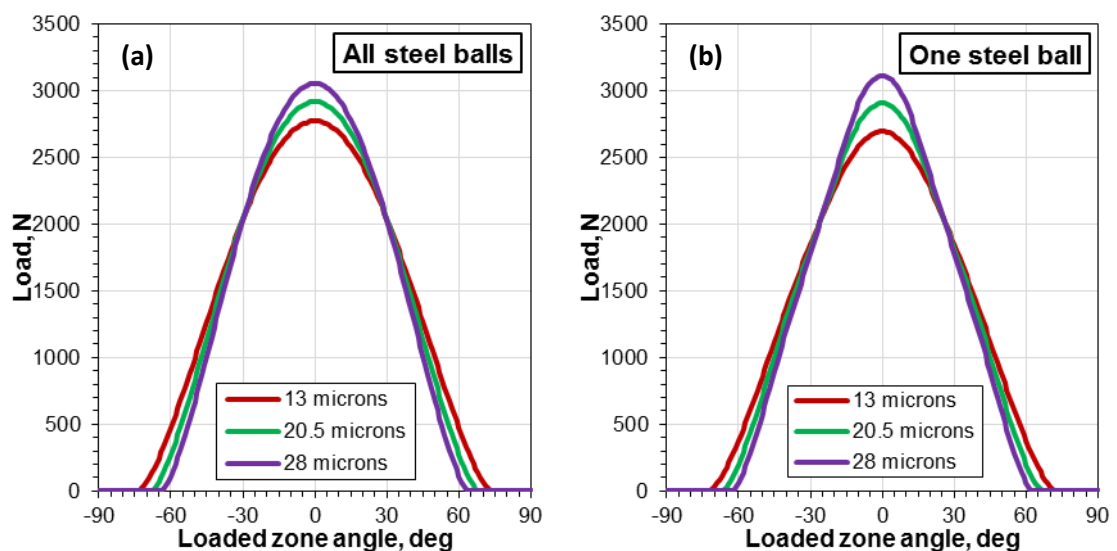 (a)
All steel balls
Load, N
3500
3000
2500
2000
1500
1000
500
0
13 microns
20.5 microns
28 microns
-90 -60 -30 0 30 60 90
Loaded zone angle, deg
(b)
One steel ball
Load, N
3500
3000
2500
2000
1500
1000
500
0
13 microns
20.5 microns
28 microns
-90 -60 -30 0 30 60 90
Loaded zone angle, deg